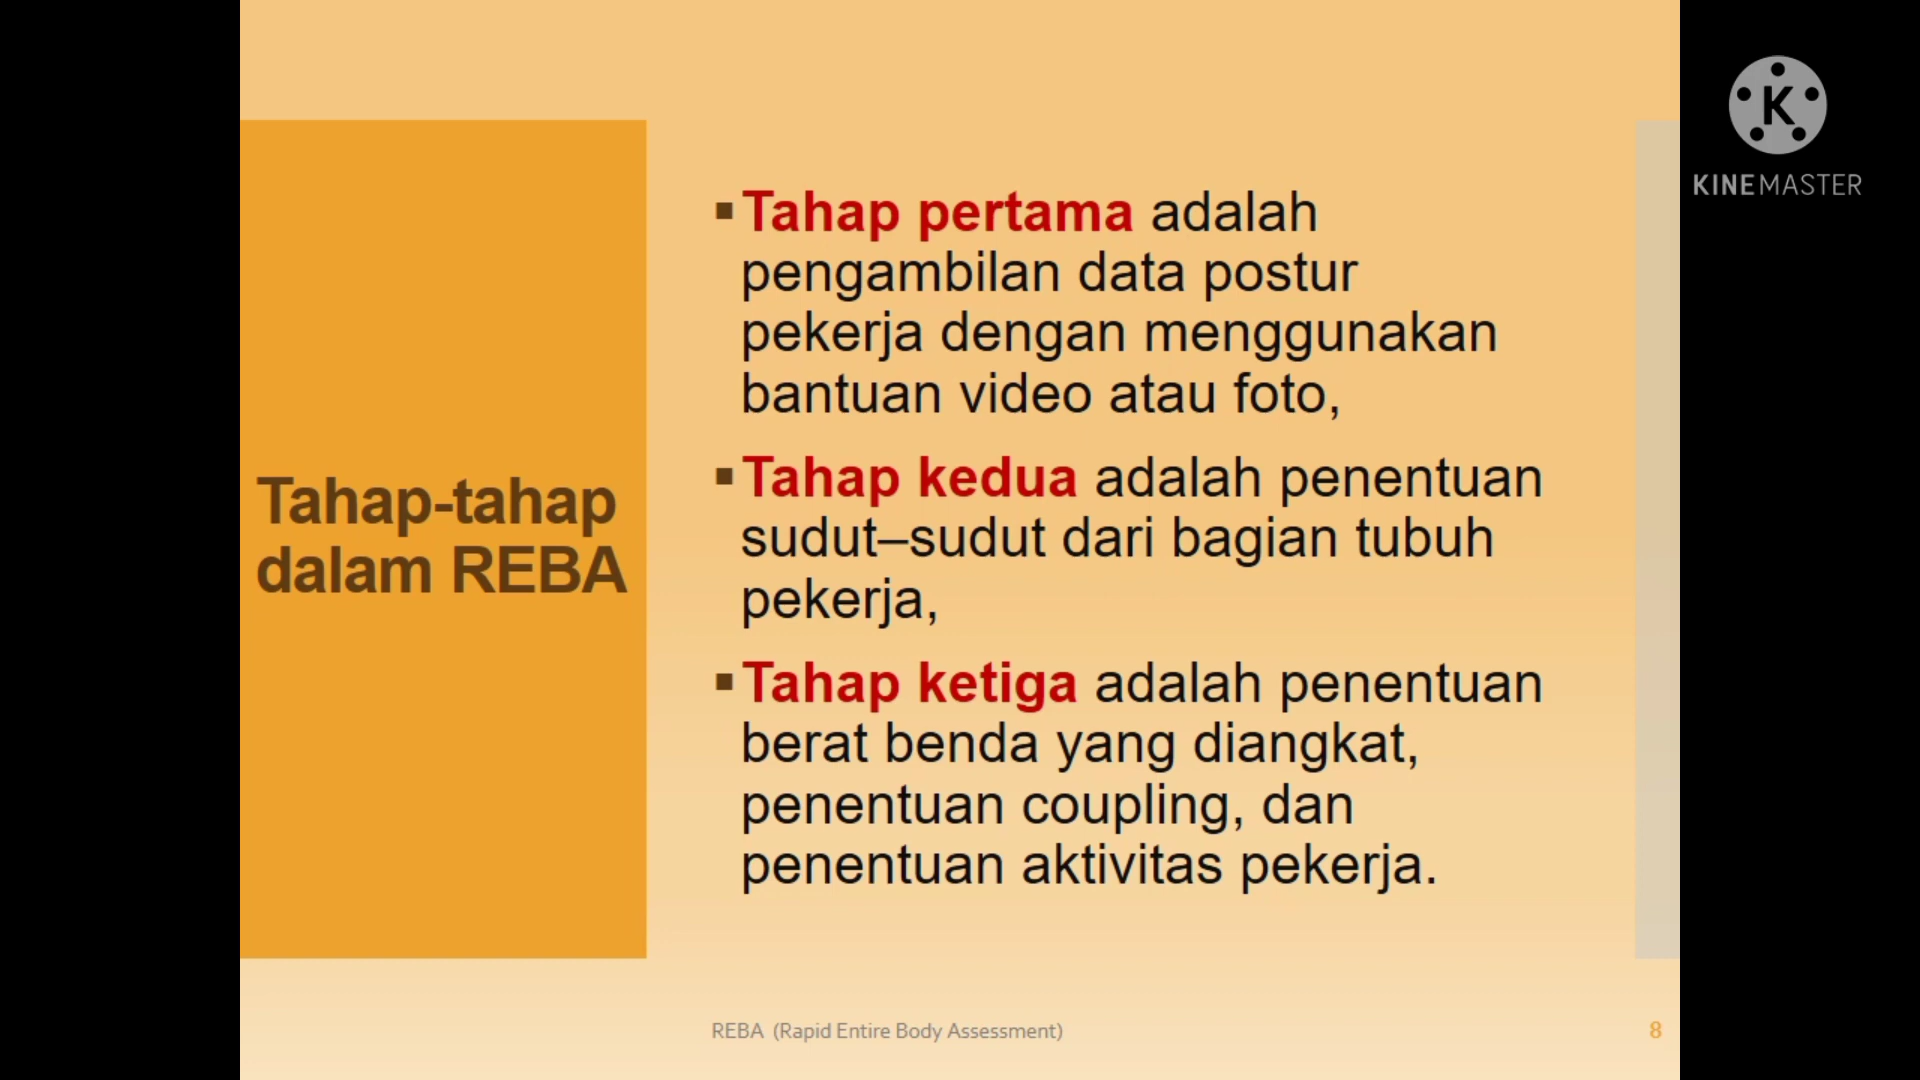 Tahap-tahap
dalam REBA
▪Tahap pertama adalah
pengambilan data postur
pekerja dengan menggunakan
bantuan video atau foto,
▪Tahap kedua adalah penentuan
sudut–sudut dari bagian tubuh
pekerja,
▪Tahap ketiga adalah penentuan
berat benda yang diangkat,
penentuan coupling, dan
penentuan aktivitas pekerja.
REBA (Rapid Entire Body Assessment)
8
K
KINEMASTER